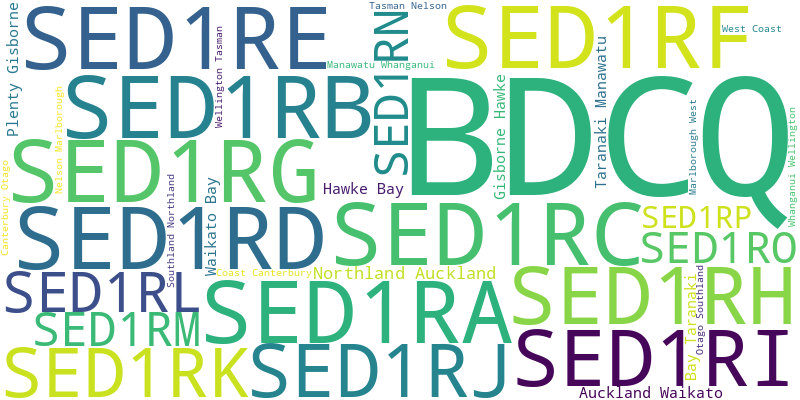 Plenty Gisborne
SED1RE
Tasman Nelson
SED1RN
SED1RF
West Coast
Wellington Tasman
Manawatu Whanganui
Nelson Marlborough
SED1RB
BDCQ
Gisborne Hawke
Taranaki Manawatu
Marlborough West
Whanganui Wellington
SED1RG
Canterbury Otago
Southland Northland
Waikato Bay
Hawke Bay
SED1RD
SED1RC
SED1RP
SED1RO
Coast Canterbury
Northland Auckland
SED1RL
SED1RA
SED1RH
Bay Taranaki
Otago Southland
SED1RM
SED1RK
SED1RJ
SED1RI
Auckland Waikato